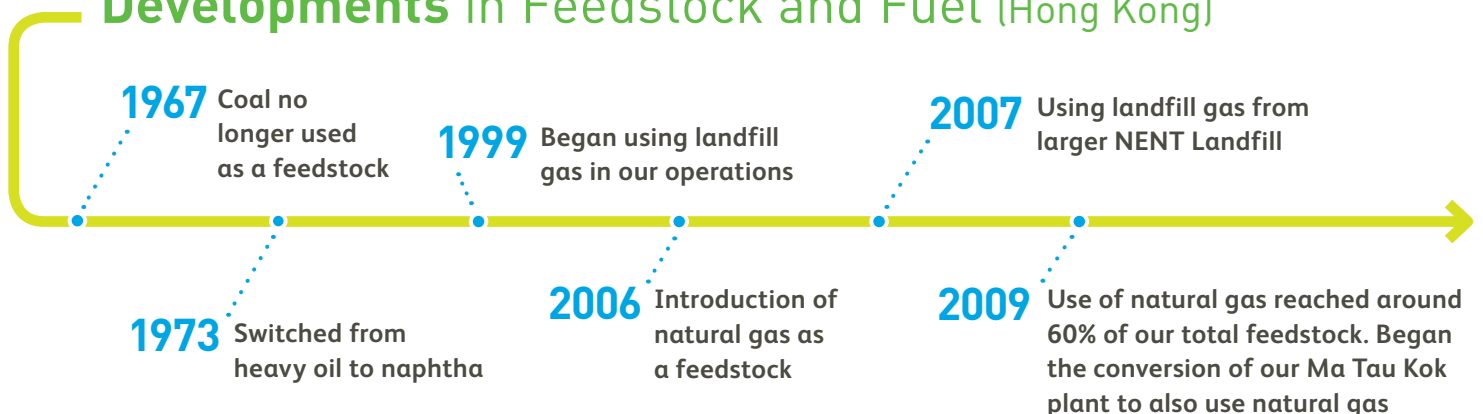 Developments in Feedstock and Fuel (Hong Kong)
1967 Coal no
longer used
as a feedstock
1999 Began using landfill
gas in our operations
2007 Using landfill gas from
larger NENT Landfill
1973 Switched from
heavy oil to naphtha
2006 Introduction of
natural gas as
a feedstock
2009 Use of natural gas reached around
60% of our total feedstock. Began
the conversion of our Ma Tau Kok
plant to also use natural gas